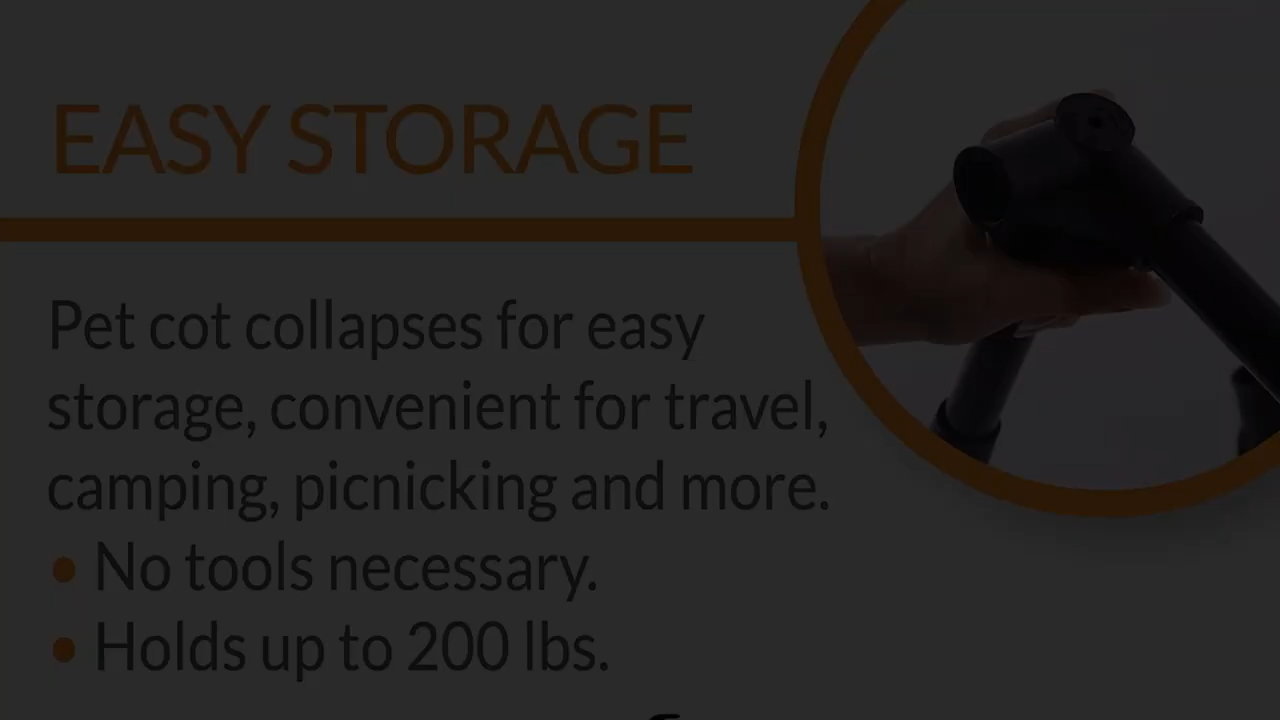 EASY STORAGE
Pet cot collapses for easy
storage, convenient for travel,
camping, picnicking and more.
• No tools necessary.
• Holds up to 200 lbs.